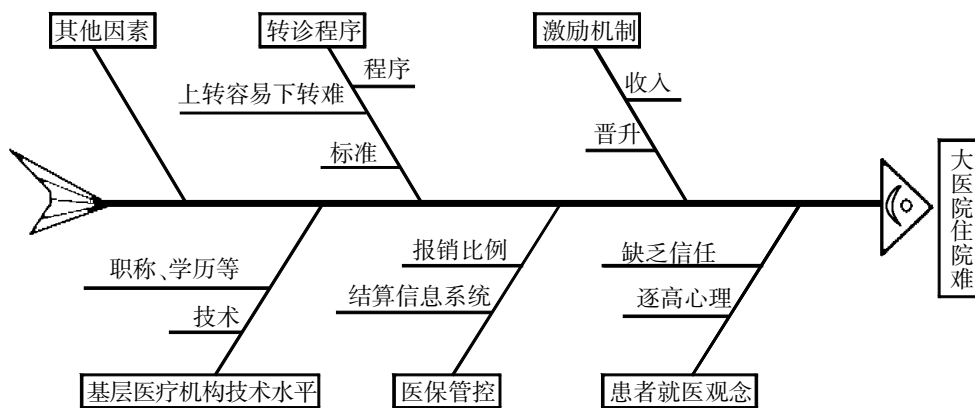 其他因素
转诊程序
激励机制
程序
上转容易下转难
标准
收入
晋升
大医院住院难
职称、学历等
技术
报销比例
结算信息系统
缺乏信任
逐高心理
基层医疗机构技术水平
医保管控
患者就医观念